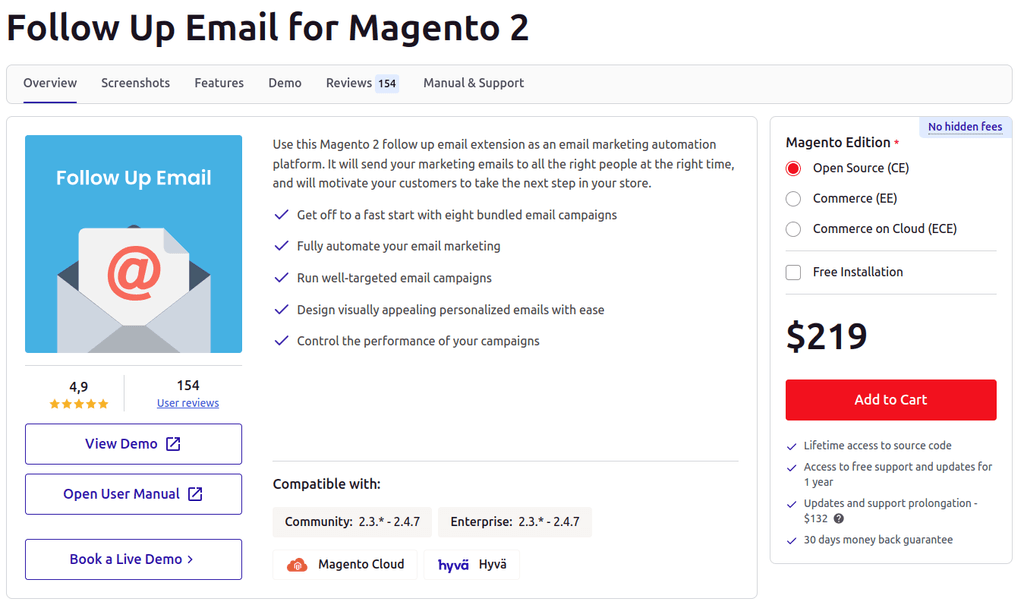 Follow Up Email for Magento 2
Overview Screenshots Features Demo Reviews 154 Manual & Support
Follow Up Email
@
4,9
154
User reviews
View Demo
Open User Manual
Book a Live Demo >
Use this Magento 2 follow up email extension as an email marketing automation
platform. It will send your marketing emails to all the right people at the right time,
and will motivate your customers to take the next step in your store.
Get off to a fast start with eight bundled email campaigns
Fully automate your email marketing
Run well-targeted email campaigns
Design visually appealing personalized emails with ease
Control the performance of your campaigns
Compatible with:
Community: 2.3.* - 2.4.7 Enterprise: 2.3.* - 2.4.7
Magento Cloud hyvä Hyvä
No hidden fees
Magento Edition *
Open Source (CE)
Commerce (EE)
Commerce on Cloud (ECE)
Free Installation
$219
Add to Cart
Lifetime access to source code
Access to free support and updates for
1 year
Updates and support prolongation -
$132 ?
30 days money back guarantee